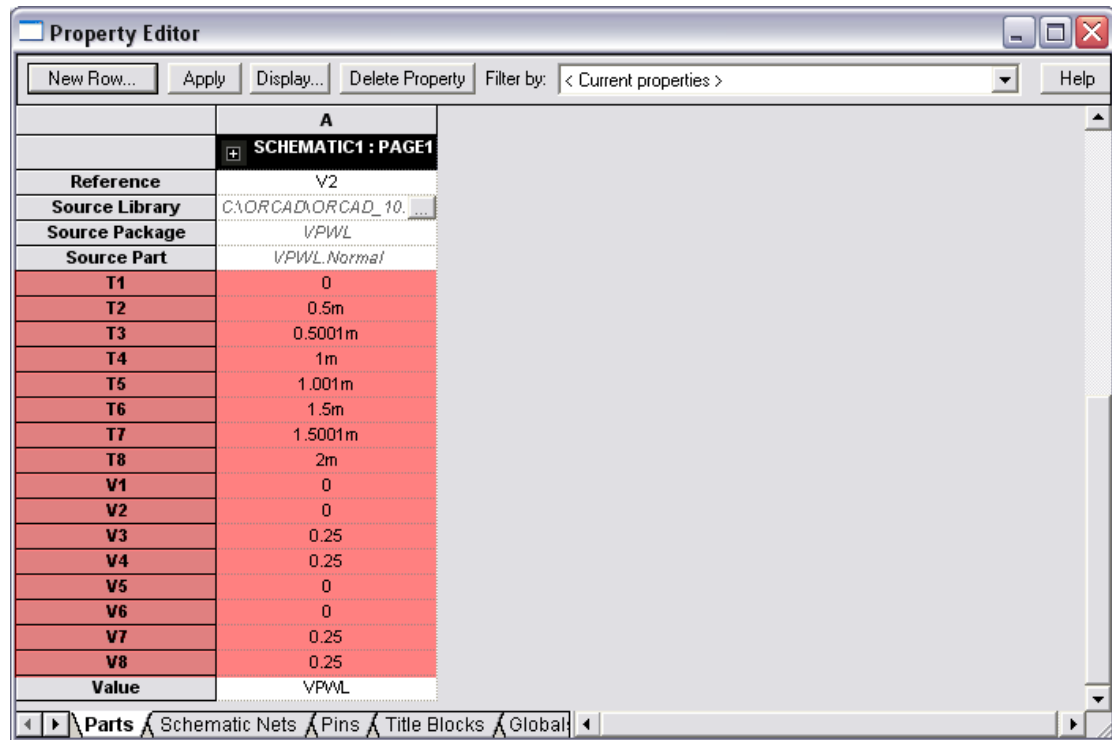 Property Editor
New Row... Apply Display... Delete Property Filter by: < Current properties > Help
A
SCHEMATIC1 : PAGE1
Reference V2
Source Library C:\ORCAD\ORCAD_10. ...
Source Package VPWL
Source Part VPWL.Normal
T1 0
T2 0.5m
T3 0.5001m
T4 1m
T5 1.001m
T6 1.5m
T7 1.5001m
T8 2m
V1 0
V2 0
V3 0.25
V4 0.25
V5 0
V6 0
V7 0.25
V8 0.25
Value VPWL
Parts Schematic Nets Pins Title Blocks Globals